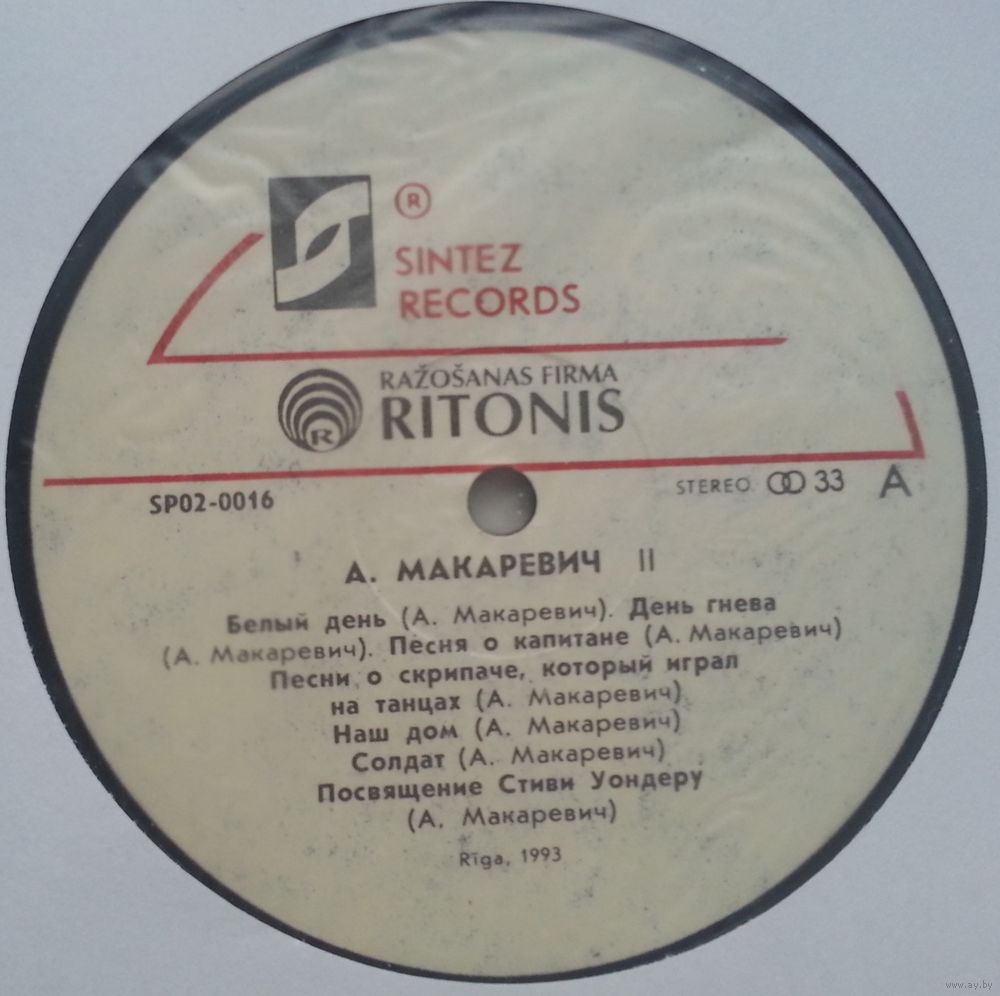 ®
SINTEZ
RECORDS
RAŽOŠANAS FIRMA
R RITONIS
SP02-0016
STEREO 33 A
А. МАКАРЕВИЧ II
Белый день (А. Макаревич). День гнева
(А. Макаревич). Песня о капитане (А. Макаревич)
Песни о скрипаче, который играл
на танцах (А. Макаревич)
Наш дом (А. Макаревич)
Солдат (А. Макаревич)
Посвящение Стиви Уондеру
(А. Макаревич)
Rīga, 1993
www.ay.by